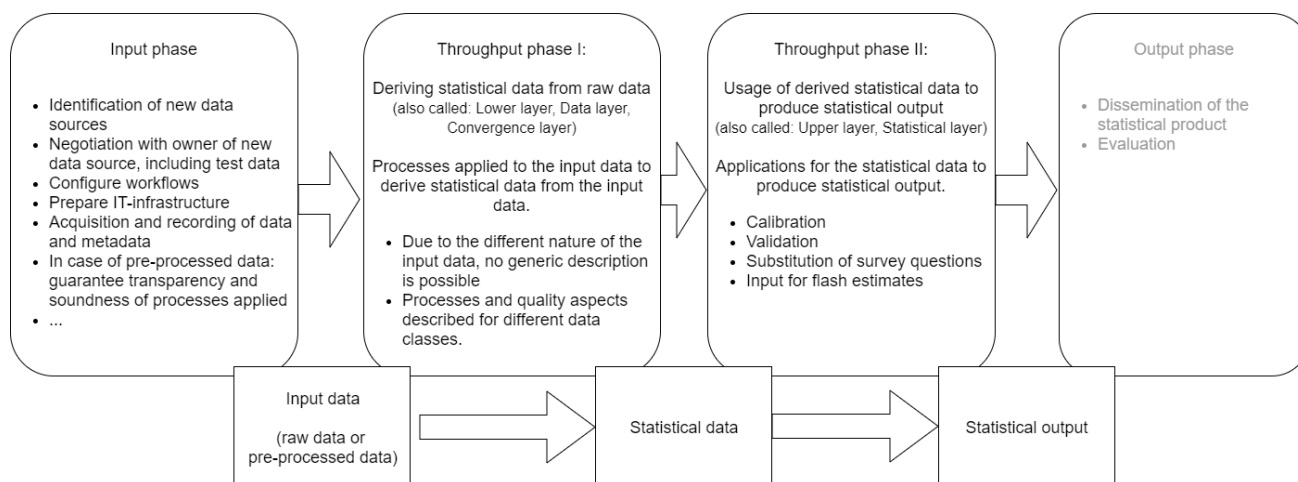 Input phase
• Identification of new data
sources
• Negotiation with owner of new
data source, including test data
• Configure workflows
• Prepare IT-infrastructure
• Acquisition and recording of data
and metadata
• In case of pre-processed data:
guarantee transparency and
soundness of processes applied
• ...
Throughput phase I:
Deriving statistical data from raw data
(also called: Lower layer, Data layer,
Convergence layer)
Processes applied to the input data to
derive statistical data from the input
data.
• Due to the different nature of the
input data, no generic description
is possible
• Processes and quality aspects
described for different data
classes.
Throughput phase II:
Usage of derived statistical data to
produce statistical output
(also called: Upper layer, Statistical layer)
Applications for the statistical data to
produce statistical output.
• Calibration
• Validation
• Substitution of survey questions
• Input for flash estimates
Output phase
• Dissemination of the
statistical product
• Evaluation
Input data
(raw data or
pre-processed data)
Statistical data
Statistical output